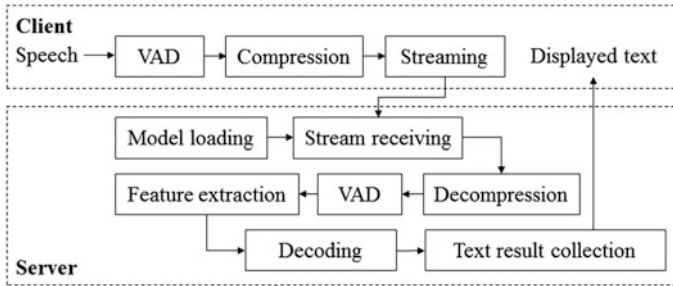 Client
Speech VAD Compression Streaming Displayed text
Model loading Stream receiving
Feature extraction VAD Decompression
Decoding Text result collection
Server